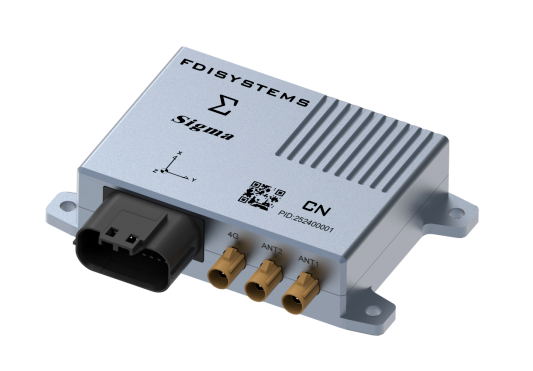 FDISYSTEMS
Σ
Sigma
X
Z Y
CN
PID:252400001
4G ANT2 ANT1